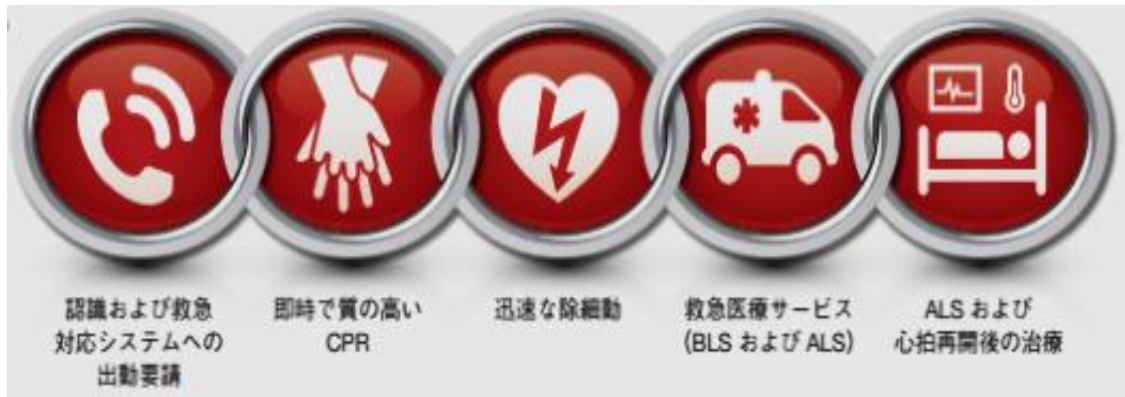 認識および救急
対応システムへの
出動要請
即時で質の高い
CPR
迅速な除細動
救急医療サービス
(BLS および ALS)
ALS および
心拍再開後の治療